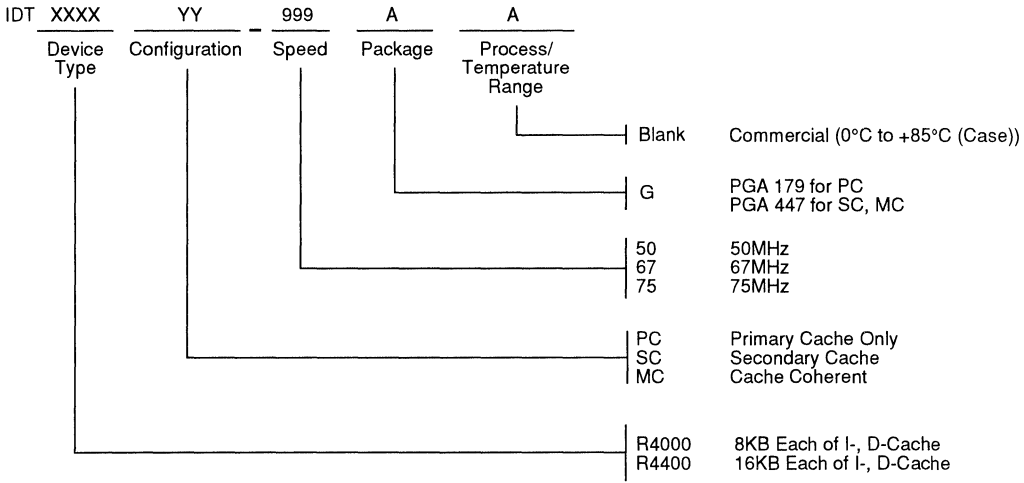 IDT XXXX YY - 999 A A
Device Type Configuration Speed Package Process/ Temperature Range
Blank Commercial (0°C to +85°C (Case))
G PGA 179 for PC
PGA 447 for SC, MC
50 50MHz
67 67MHz
75 75MHz
PC Primary Cache Only
SC Secondary Cache
MC Cache Coherent
R4000 8KB Each of I-, D-Cache
R4400 16KB Each of I-, D-Cache